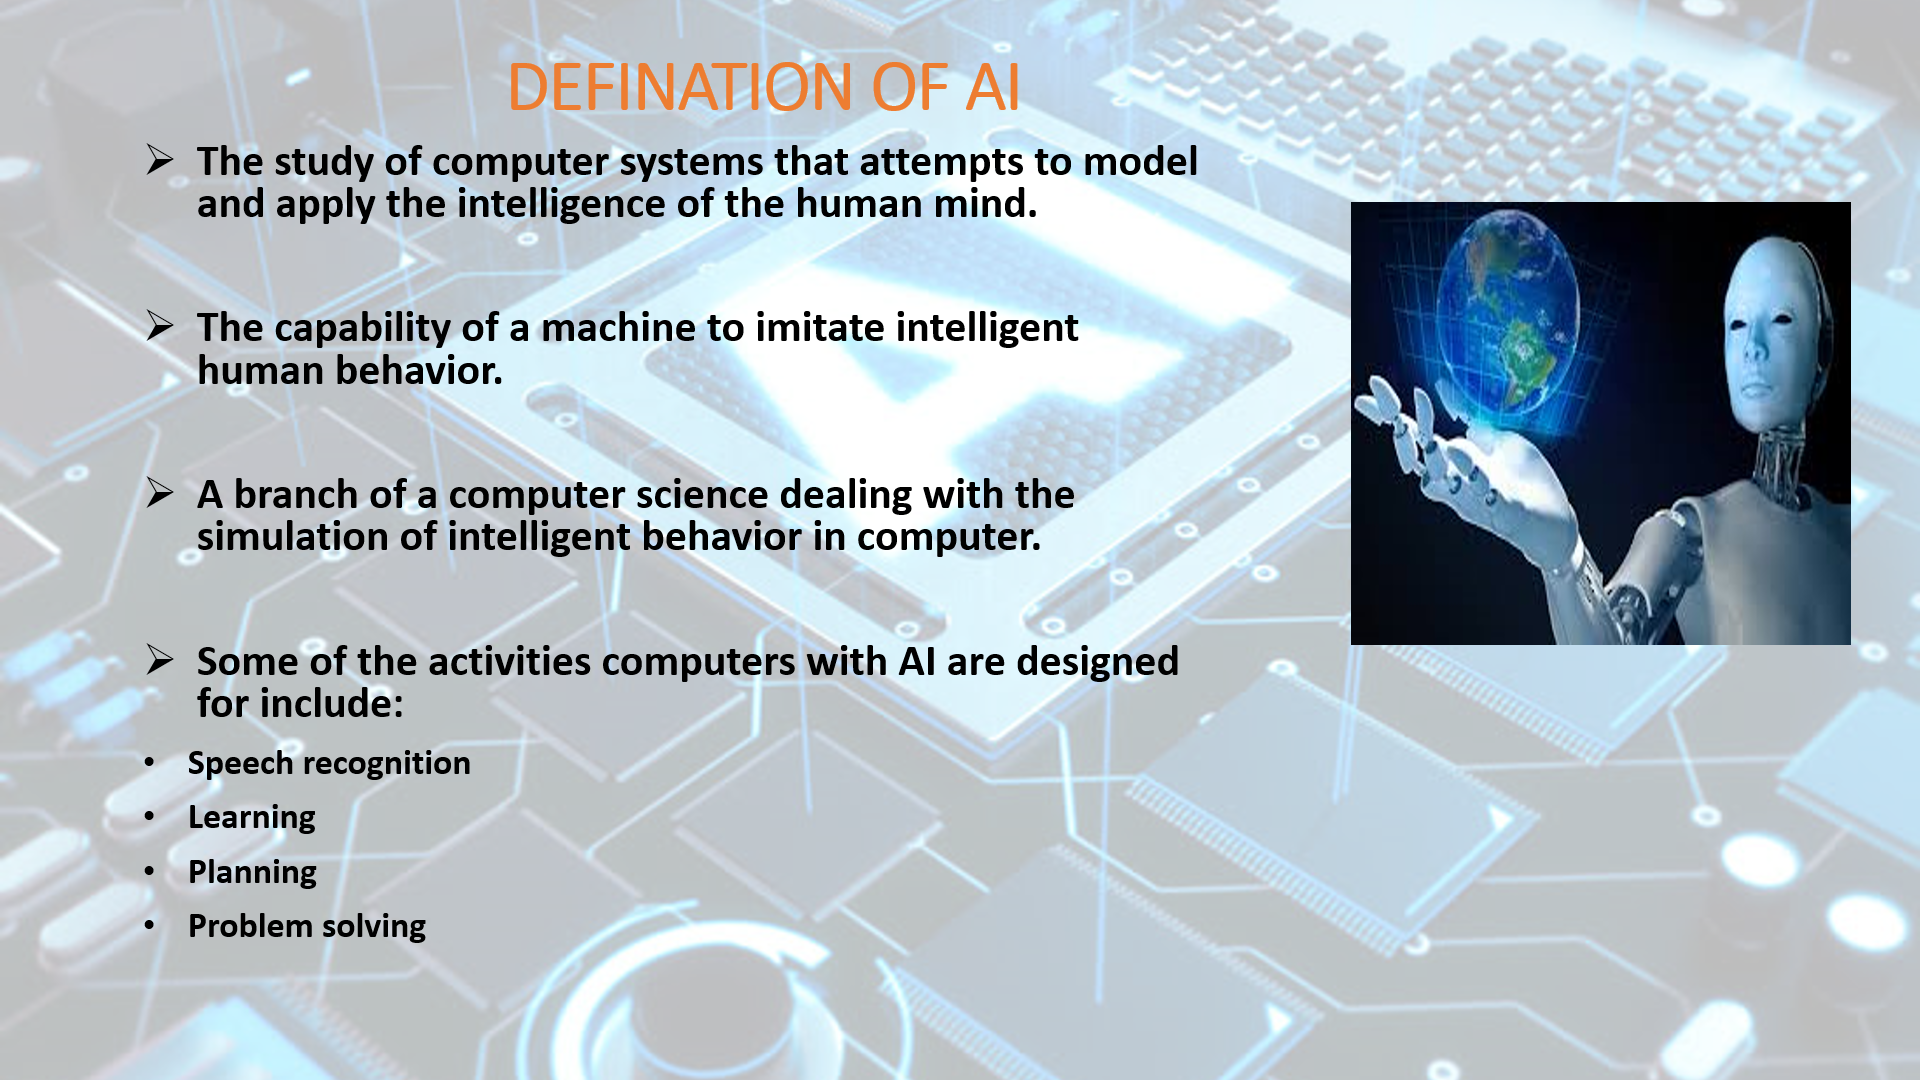 DEFINATION OF AI
➢ The study of computer systems that attempts to model
and apply the intelligence of the human mind.
➢ The capability of a machine to imitate intelligent
human behavior.
➢ A branch of a computer science dealing with the
simulation of intelligent behavior in computer.
➢ Some of the activities computers with AI are designed
for include:
• Speech recognition
• Learning
• Planning
• Problem solving